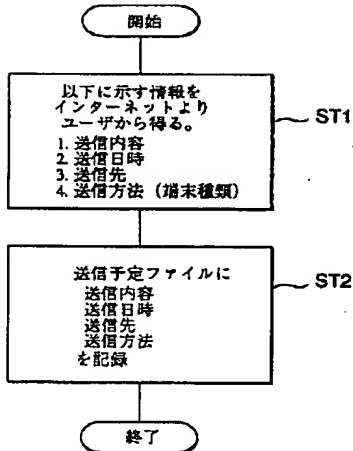 開始
以下に示す情報を
インターネットより
ユーザから得る。
1. 送信内容
2. 送信日時
3. 送信先
4. 送信方法（端末種類）
ST1
送信予定ファイルに
送信内容
送信日時
送信先
送信方法
を記録
ST2
終了